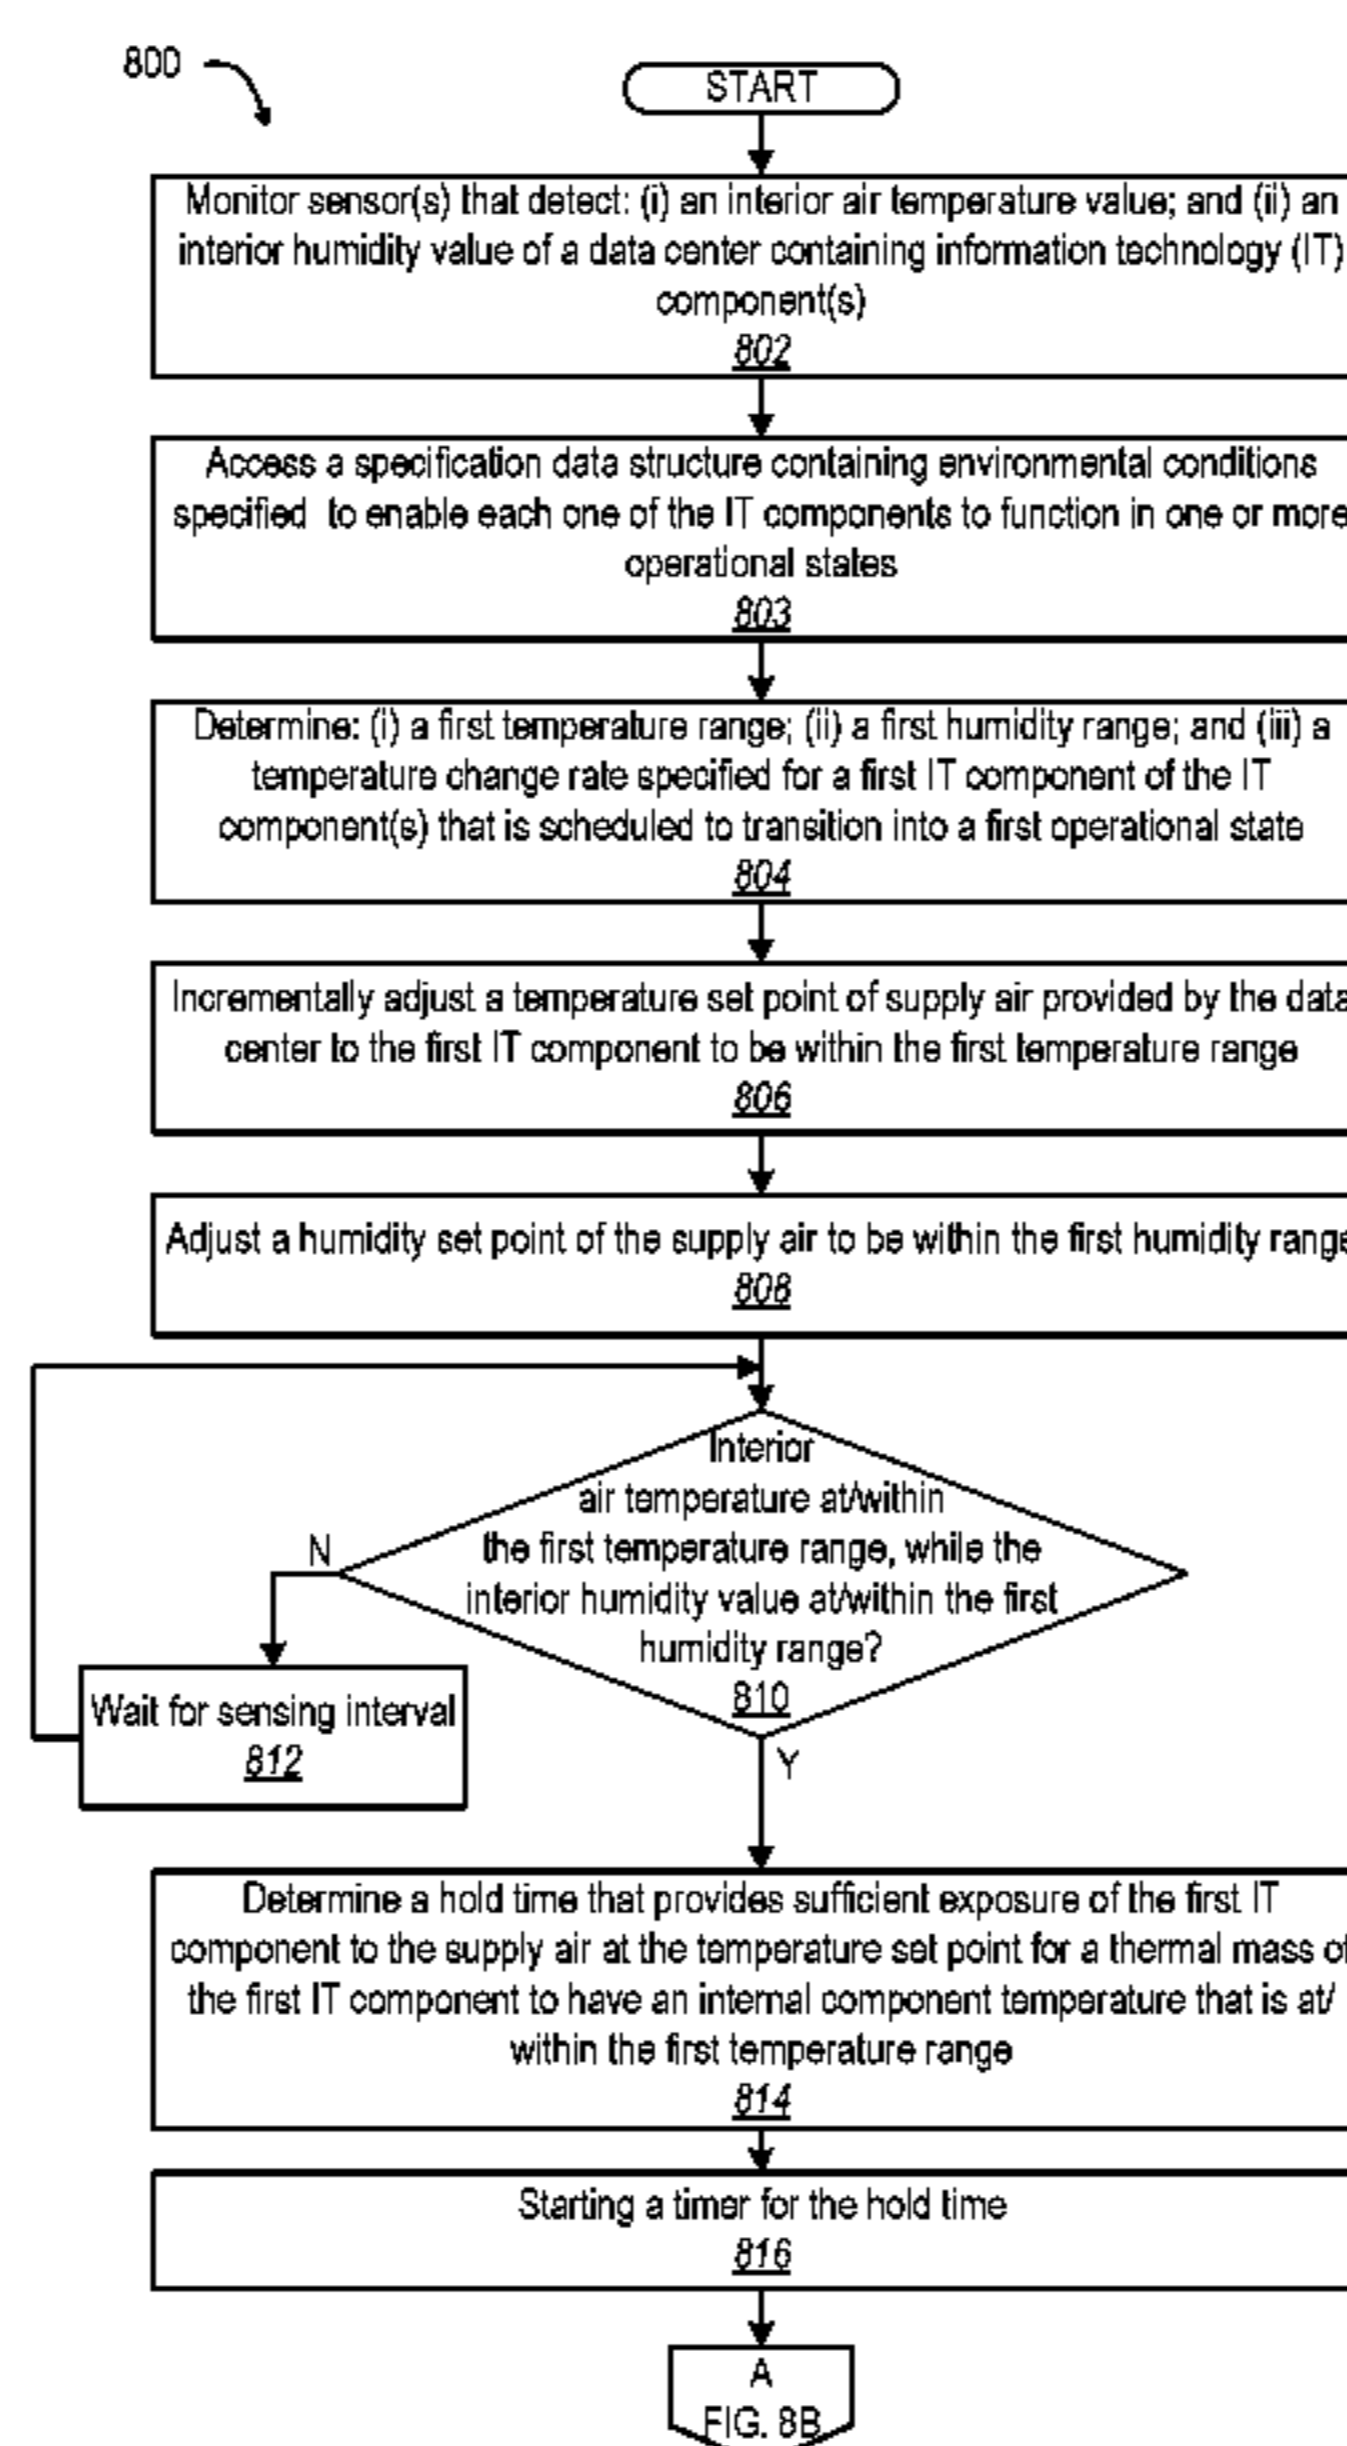 800
START
Monitor sensor(s) that detect: (i) an interior air temperature value; and (ii) an
interior humidity value of a data center containing information technology (IT)
component(s)
802
Access a specification data structure containing environmental conditions
specified to enable each one of the IT components to function in one or more
operational states
803
Determine: (i) a first temperature range; (ii) a first humidity range; and (iii) a
temperature change rate specified for a first IT component of the IT
component(s) that is scheduled to transition into a first operational state
804
Incrementally adjust a temperature set point of supply air provided by the data
center to the first IT component to be within the first temperature range
806
Adjust a humidity set point of the supply air to be within the first humidity range
808
Interior
air temperature at/within
the first temperature range, while the
interior humidity value at/within the first
humidity range?
810
N
Wait for sensing interval
812
Y
Determine a hold time that provides sufficient exposure of the first IT
component to the supply air at the temperature set point for a thermal mass of
the first IT component to have an internal component temperature that is at/
within the first temperature range
814
Starting a timer for the hold time
816
A
FIG. 8B